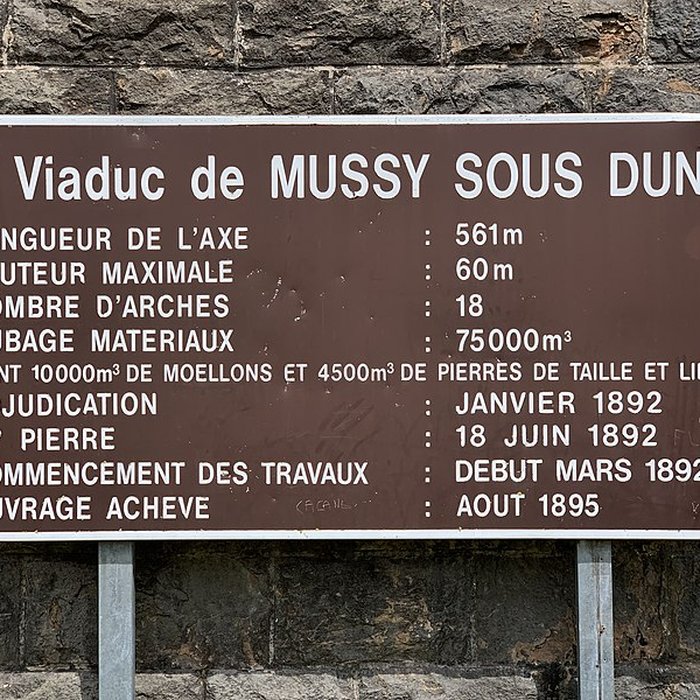 Viaduc de MUSSY SOUS DUN
NGUEUR DE L'AXE : 561m
UTEUR MAXIMALE : 60m
OMBRE D'ARCHES : 18
UBAGE MATERIAUX : 75000m³
NT 10000m³ DE MOELLONS ET 4500m³ DE PIERRES DE TAILLE ET LI
JUDICATION : JANVIER 1892
PIERRE : 18 JUIN 1892
OMMENCEMENT DES TRAVAUX : DEBUT MARS 1892
UVRAGE ACHEVE : AOUT 1895